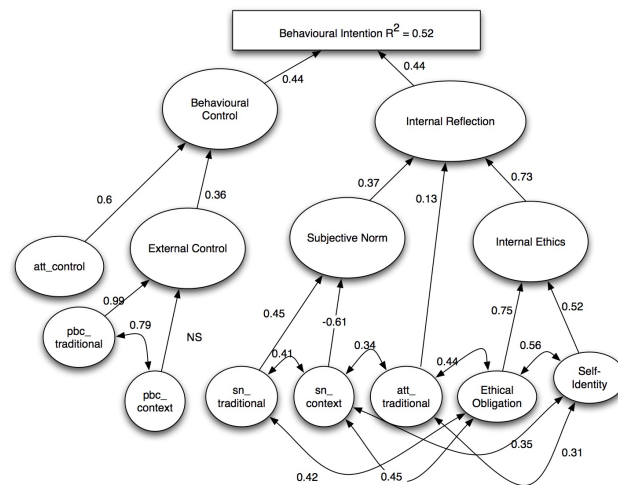 Behavioural Intention R2 = 0.52
0.44
0.44
Behavioural
Control
Internal Reflection
0.6
0.36
0.37
0.13
0.73
att_control
External Control
Subjective Norm
Internal Ethics
0.99
pbc_
traditional
0.79
NS
0.45
-0.61
0.75
0.52
pbc_
context
0.41
0.34
0.44
0.56
sn_
traditional
sn_
context
att_
traditional
Ethical
Obligation
Self-
Identity
0.42
0.45
0.35
0.31